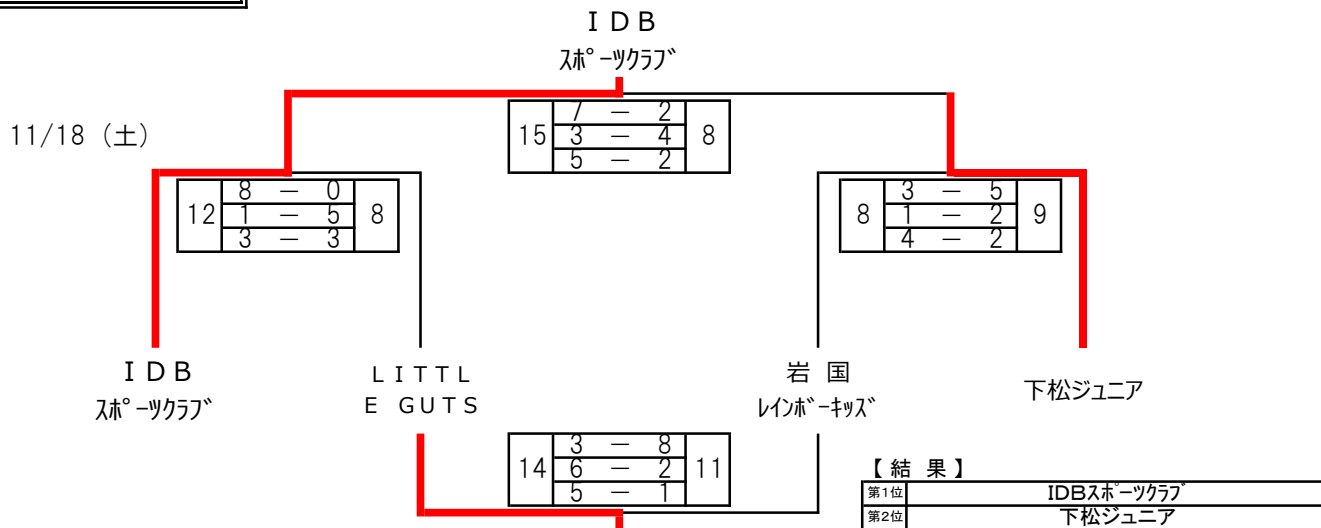 ＩＤＢ
ｽﾎﾟｰﾂｸﾗﾌﾞ
11/18 (土)
15 7 － 2 8
3 － 4
5 － 2
12 8 － 0 8
1 － 5
3 － 3
8 3 － 5 9
1 － 2
4 － 2
ＩＤＢ
ｽﾎﾟｰﾂｸﾗﾌﾞ
ＬＩＴＴＬ
Ｅ ＧＵＴＳ
岩 国
ﾚｲﾝﾎﾞｰｷｯｽﾞ
下松ジュニア
14 3 － 8 11
6 － 2
5 － 1
【 結 果 】
第1位 IDBｽﾎﾟｰﾂｸﾗﾌﾞ
第2位 下松ジュニア